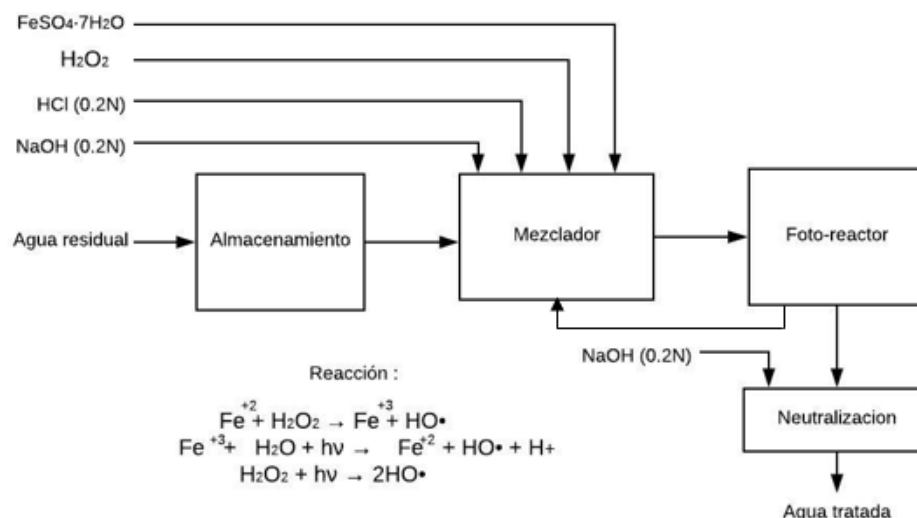 FeSO₄·7H₂O
H₂O₂
HCl (0.2N)
NaOH (0.2N)
Agua residual
Almacenamiento
Mezclador
Foto-reactor
NaOH (0.2N)
Neutralizacion
Agua tratada
Reacción :
Fe⁺² + H₂O₂ → Fe⁺³ + HO•
Fe⁺³ + H₂O + hν → Fe⁺² + HO• + H+
H₂O₂ + hν → 2HO•